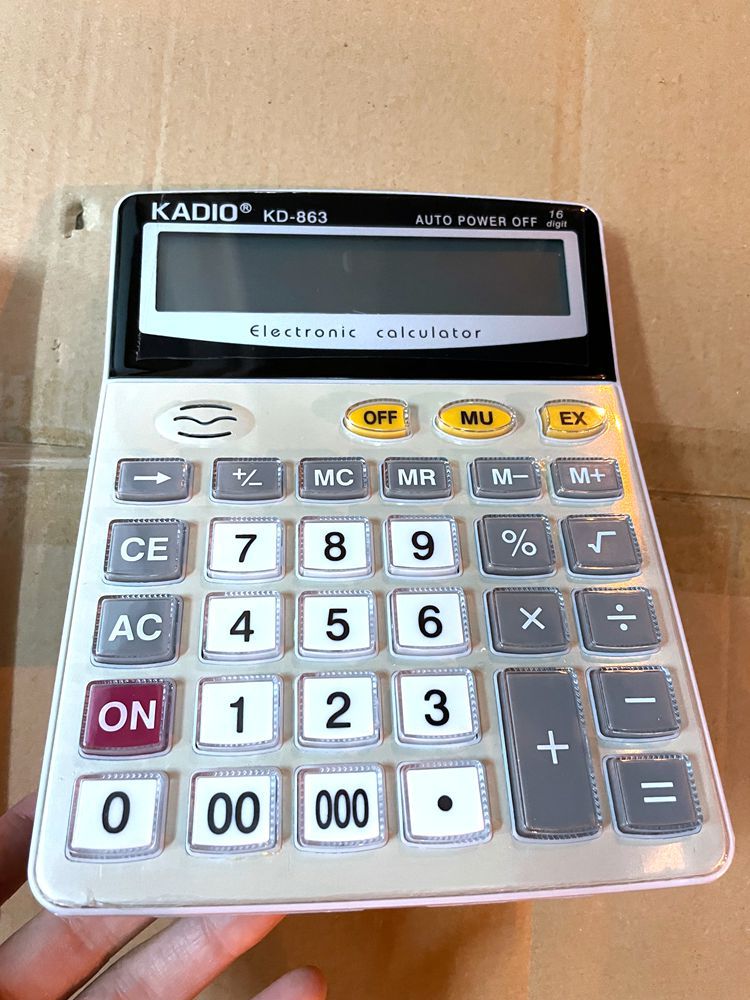 KADIO® KD-863 AUTO POWER OFF 16 digit
Electronic calculator
OFF MU EX
→ +/− MC MR M− M+
CE 7 8 9 % √
AC 4 5 6 × ÷
ON 1 2 3 + −
0 00 000 • =